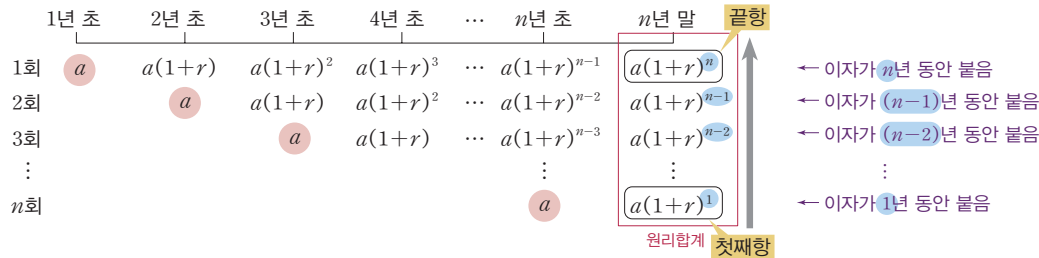 1년 초 2년 초 3년 초 4년 초 … n년 초 n년 말 끝항
1회 a a(1+r) a(1+r)² a(1+r)³ … a(1+r)ⁿ⁻¹ a(1+r)ⁿ ← 이자가 n년 동안 붙음
2회 a a(1+r) a(1+r)² … a(1+r)ⁿ⁻² a(1+r)ⁿ⁻¹ ← 이자가 (n-1)년 동안 붙음
3회 a a(1+r) … a(1+r)ⁿ⁻³ a(1+r)ⁿ⁻² ← 이자가 (n-2)년 동안 붙음
⋮ ⋮ ⋮ ⋮
n회 a a(1+r)¹ ← 이자가 1년 동안 붙음
원리합계 첫째항